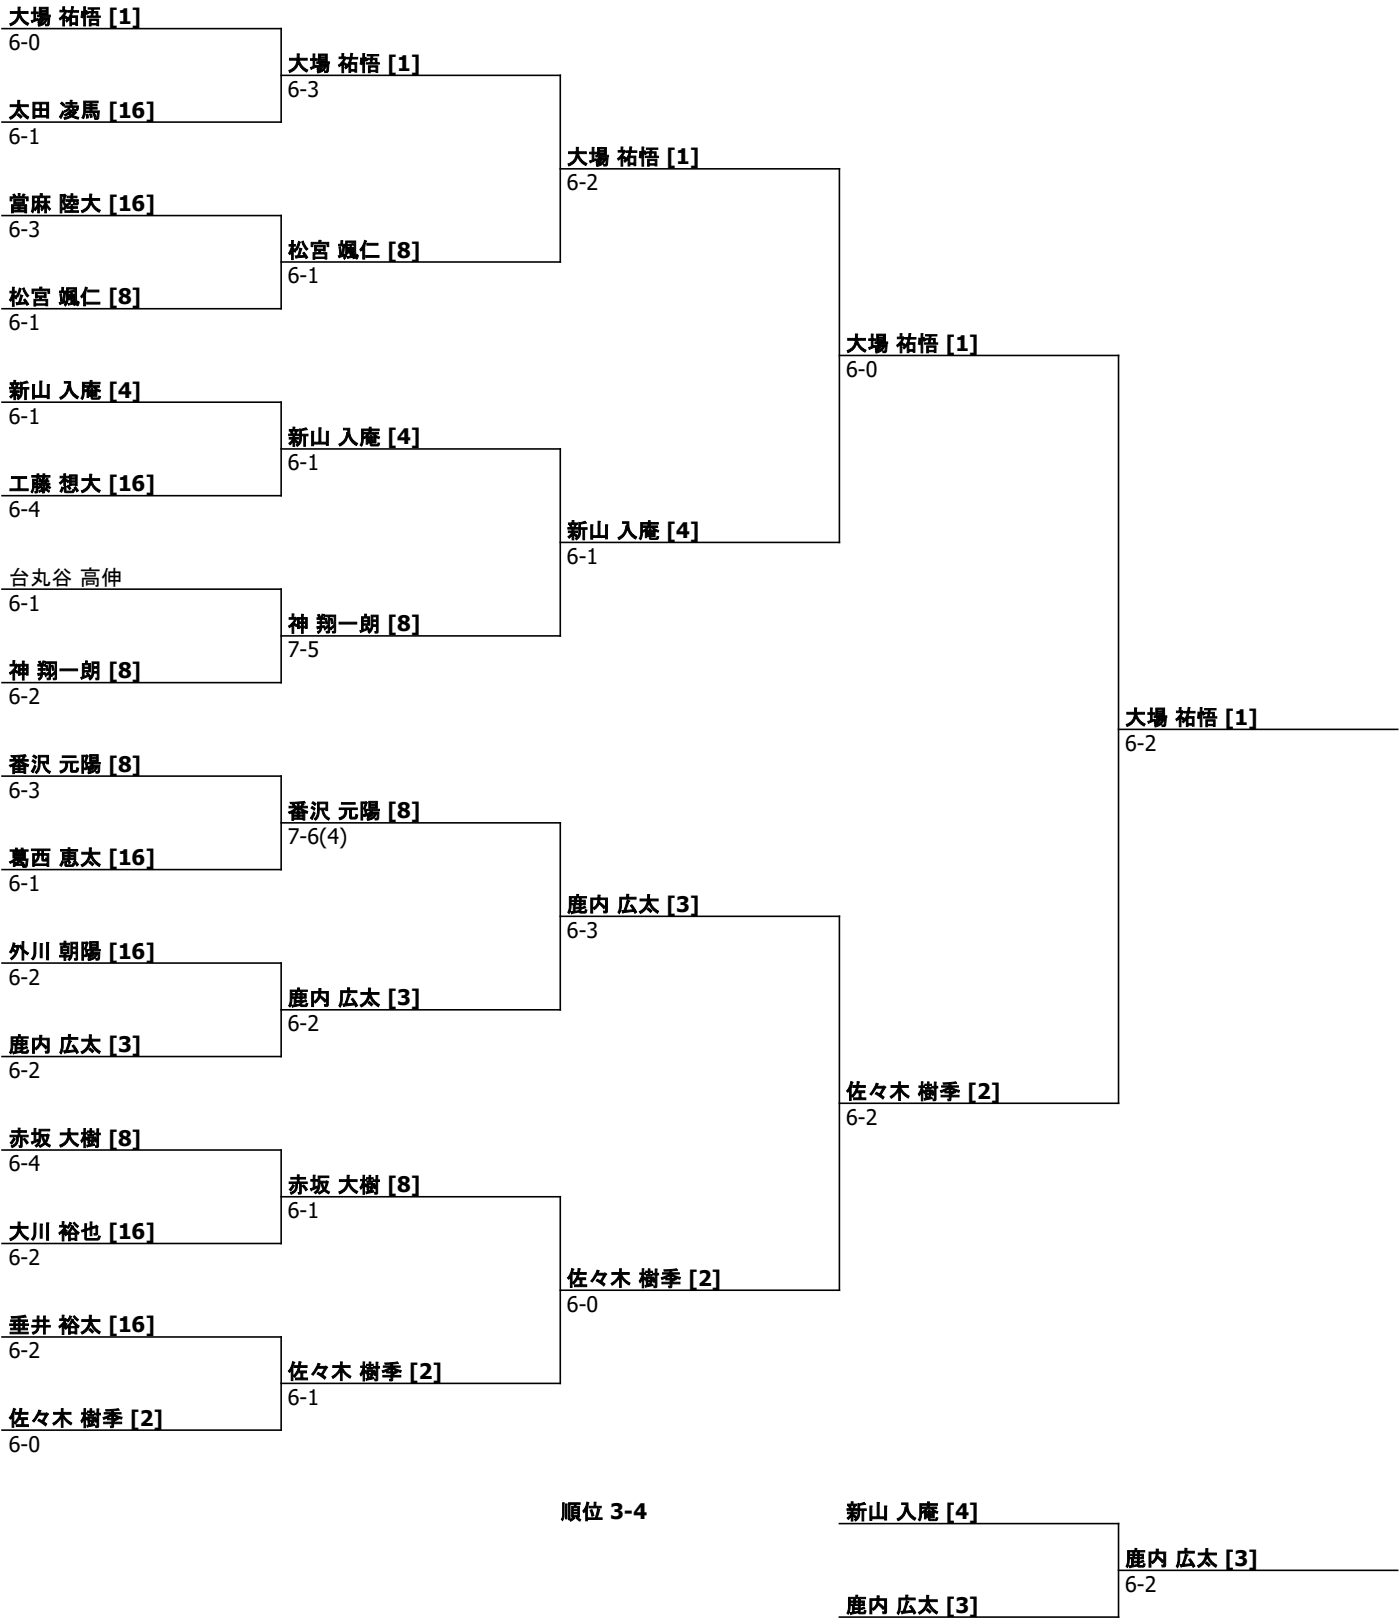 大場 祐悟 [1]
6-0
大場 祐悟 [1]
6-3
太田 凌馬 [16]
6-1
大場 祐悟 [1]
6-2
當麻 陸大 [16]
6-3
松宮 颯仁 [8]
6-1
松宮 颯仁 [8]
6-1
大場 祐悟 [1]
6-0
新山 入庵 [4]
6-1
新山 入庵 [4]
6-1
工藤 想大 [16]
6-4
新山 入庵 [4]
6-1
台丸谷 高伸
6-1
神 翔一朗 [8]
7-5
神 翔一朗 [8]
6-2
大場 祐悟 [1]
6-2
番沢 元陽 [8]
6-3
番沢 元陽 [8]
7-6(4)
葛西 恵太 [16]
6-1
鹿内 広太 [3]
6-3
外川 朝陽 [16]
6-2
鹿内 広太 [3]
6-2
鹿内 広太 [3]
6-2
佐々木 樹季 [2]
6-2
赤坂 大樹 [8]
6-4
赤坂 大樹 [8]
6-1
大川 裕也 [16]
6-2
佐々木 樹季 [2]
6-0
垂井 裕太 [16]
6-2
佐々木 樹季 [2]
6-1
佐々木 樹季 [2]
6-0
順位 3-4
新山 入庵 [4]
鹿内 広太 [3]
6-2
鹿内 広太 [3]